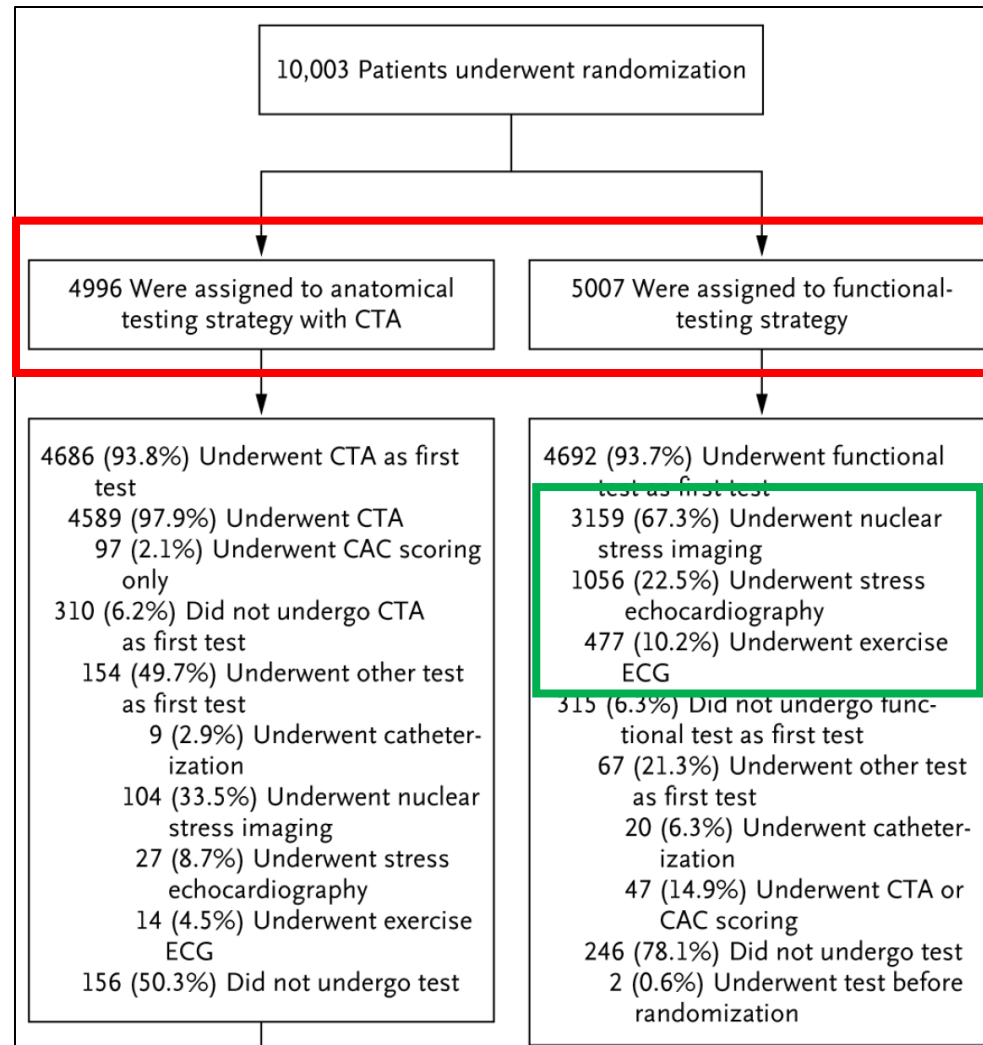 10,003 Patients underwent randomization
4996 Were assigned to anatomical
testing strategy with CTA
5007 Were assigned to functional-
testing strategy
4686 (93.8%) Underwent CTA as first
test
4589 (97.9%) Underwent CTA
97 (2.1%) Underwent CAC scoring
only
310 (6.2%) Did not undergo CTA
as first test
154 (49.7%) Underwent other test
as first test
9 (2.9%) Underwent catheter-
ization
104 (33.5%) Underwent nuclear
stress imaging
27 (8.7%) Underwent stress
echocardiography
14 (4.5%) Underwent exercise
ECG
156 (50.3%) Did not undergo test
4692 (93.7%) Underwent functional
test as first test
3159 (67.3%) Underwent nuclear
stress imaging
1056 (22.5%) Underwent stress
echocardiography
477 (10.2%) Underwent exercise
ECG
315 (6.3%) Did not undergo func-
tional test as first test
67 (21.3%) Underwent other test
as first test
20 (6.3%) Underwent catheter-
ization
47 (14.9%) Underwent CTA or
CAC scoring
246 (78.1%) Did not undergo test
2 (0.6%) Underwent test before
randomization